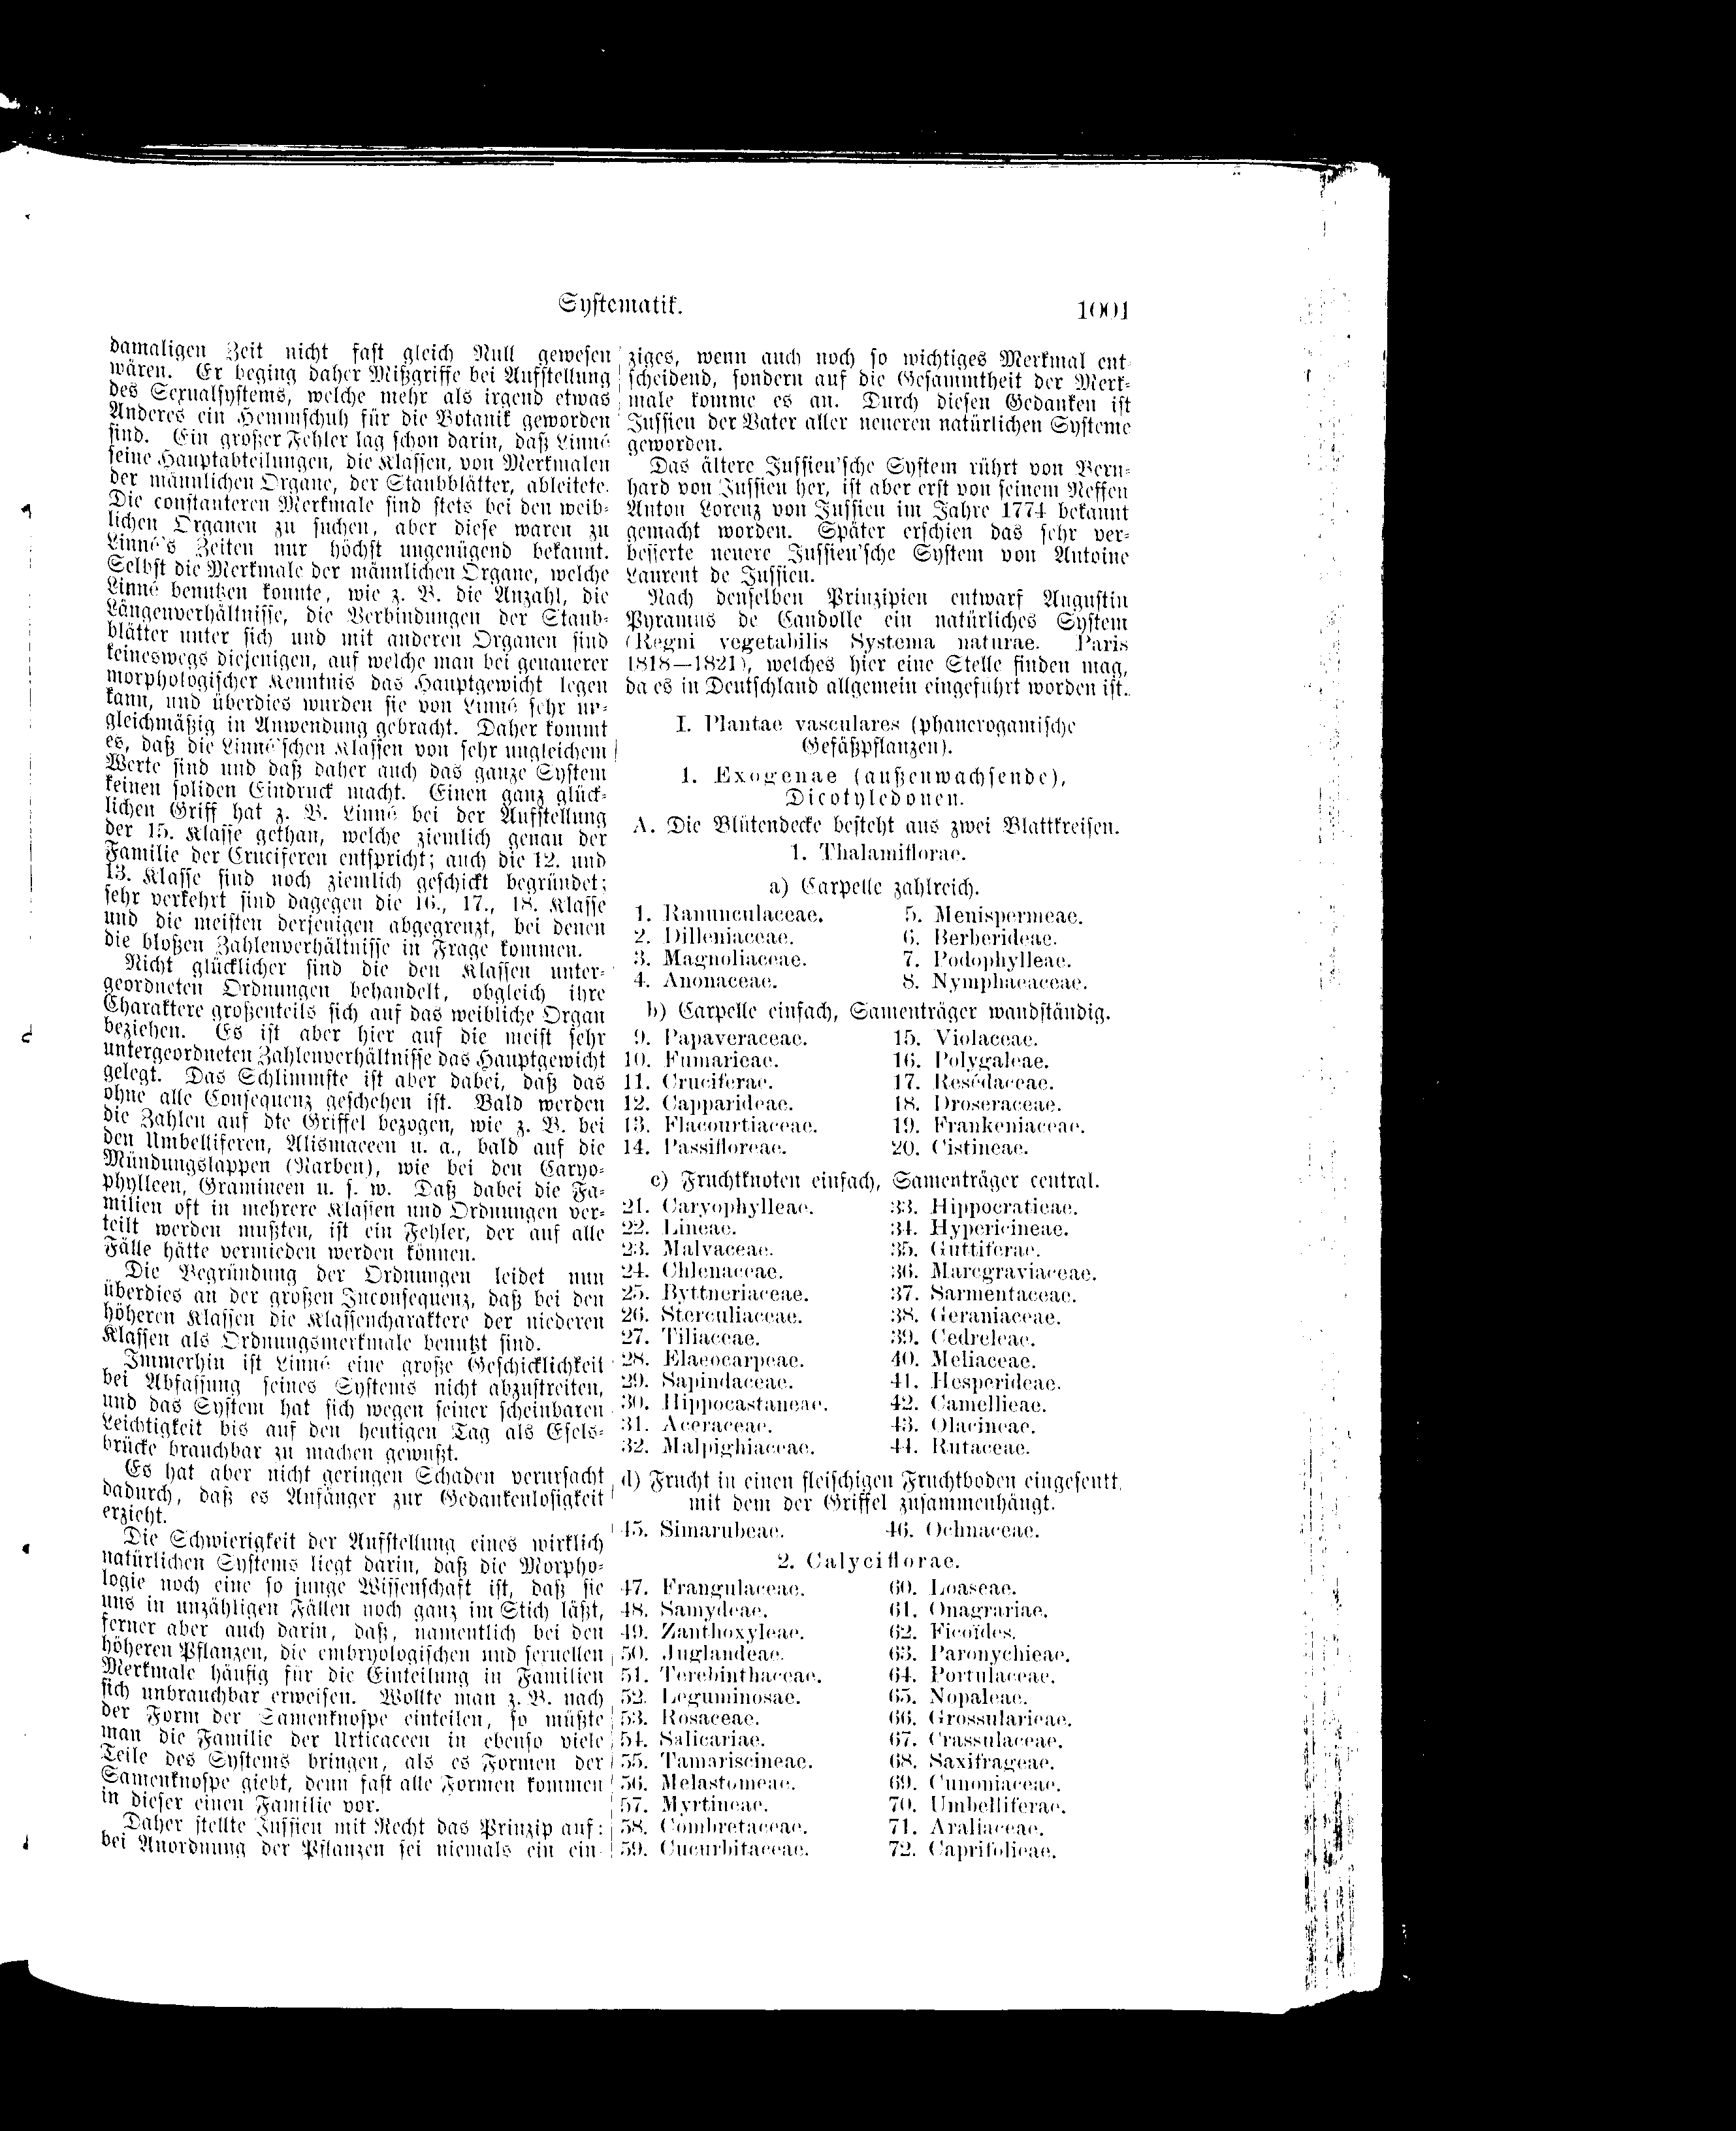 Systematik.
1001
damaligen Zeit nicht fast gleich Null gewesen
wären. Er beging daher Mißgriffe bei Aufstellung
des Sexualsystems, welche mehr als irgend etwas
Anderes ein Hemmschuh für die Botanik geworden
sind. Ein großer Fehler lag schon darin, daß Linné
seine Hauptabteilungen, die Klassen, von Merkmalen
der männlichen Organe, der Staubblätter, ableitete.
Die constanteren Merkmale sind stets bei den weib-
lichen Organen zu suchen, aber diese waren zu
Linné's Zeiten nur höchst ungenügend bekannt.
Selbst die Merkmale der männlichen Organe, welche
Linné benutzen konnte, wie z. B. die Anzahl, die
Längenverhältnisse, die Verbindungen der Staub-
blätter unter sich und mit anderen Organen sind
keineswegs diejenigen, auf welche man bei genauerer
morphologischer Kenntnis das Hauptgewicht legen
kann, und überdies wurden sie von Linné sehr un-
gleichmäßig in Anwendung gebracht. Daher kommt
es, daß die Linné'schen Klassen von sehr ungleichem
Werte sind und daß daher auch das ganze System
keinen soliden Eindruck macht. Einen ganz glück-
lichen Griff hat z. B. Linné bei der Aufstellung
der 15. Klasse gethan, welche ziemlich genau der
Familie der Cruciferen entspricht; auch die 12. und
13. Klasse sind noch ziemlich geschickt begründet;
sehr verkehrt sind dagegen die 16., 17., 18. Klasse
und die meisten derjenigen abgegrenzt, bei denen
die bloßen Zahlenverhältnisse in Frage kommen.
Nicht glücklicher sind die den Klassen unter-
geordneten Ordnungen behandelt, obgleich ihre
Charaktere großenteils sich auf das weibliche Organ
beziehen. Es ist aber hier auf die meist sehr
untergeordneten Zahlenverhältnisse das Hauptgewicht
gelegt. Das Schlimmste ist aber dabei, daß das
ohne alle Consequenz geschehen ist. Bald werden
die Zahlen auf dte Griffel bezogen, wie z. B. bei
den Umbelliferen, Alismaceen u. a., bald auf die
Mündungslappen (Narben), wie bei den Caryo-
phylleen, Gramineen u. s. w. Daß dabei die Fa-
milien oft in mehrere Klassen und Ordnungen ver-
teilt werden mußten, ist ein Fehler, der auf alle
Fälle hätte vermieden werden können.
Die Begründung der Ordnungen leidet nun
überdies an der großen Inconsequenz, daß bei den
höheren Klassen die Klassencharaktere der niederen
Klassen als Ordnungsmerkmale benutzt sind.
Immerhin ist Linné eine große Geschicklichkeit
bei Abfassung seines Systems nicht abzustreiten,
und das System hat sich wegen seiner scheinbaren
Leichtigkeit bis auf den heutigen Tag als Esels-
brücke brauchbar zu machen gewußt.
Es hat aber nicht geringen Schaden verursacht
dadurch, daß es Anfänger zur Gedankenlosigkeit
erzieht.
Die Schwierigkeit der Aufstellung eines wirklich
natürlichen Systems liegt darin, daß die Morpho-
logie noch eine so junge Wissenschaft ist, daß sie
uns in unzähligen Fällen noch ganz im Stich läßt,
ferner aber auch darin, daß, namentlich bei den
höheren Pflanzen, die embryologischen und sexuellen
Merkmale häufig für die Einteilung in Familien
sich unbrauchbar erweisen. Wollte man z. B. nach
der Form der Samenknospe einteilen, so müßte
man die Familie der Urticaceen in ebenso viele
Teile des Systems bringen, als es Formen der
Samenknospe giebt, denn fast alle Formen kommen
in dieser einen Familie vor.
Daher stellte Jussieu mit Recht das Prinzip auf:
bei Anordnung der Pflanzen sei niemals ein ein-
ziges, wenn auch noch so wichtiges Merkmal ent-
scheidend, sondern auf die Gesammtheit der Merk-
male komme es an. Durch diesen Gedanken ist
Jussieu der Vater aller neueren natürlichen Systeme
geworden.
Das ältere Jussieu'sche System rührt von Bern-
hard von Jussieu her, ist aber erst von seinem Neffen
Anton Lorenz von Jussieu im Jahre 1774 bekannt
gemacht worden. Später erschien das sehr ver-
besserte neuere Jussieu'sche System von Antoine
Laurent de Jussieu.
Nach denselben Prinzipien entwarf Augustin
Pyramus de Candolle ein natürliches System
(Regni vegetabilis Systema naturae. Paris
1818—1821), welches hier eine Stelle finden mag,
da es in Deutschland allgemein eingeführt worden ist.
I. Plantae vasculares (phanerogamische
Gefäßpflanzen).
1. Exogenae (außenwachsende),
Dicotyledonen.
A. Die Blütendecke besteht aus zwei Blattkreisen.
1. Thalamiflorae.
a) Carpelle zahlreich.
1. Ranunculaceae.
2. Dilleniaceae.
3. Magnoliaceae.
4. Anonaceae.
5. Menispermeae.
6. Berberideae.
7. Podophylleae.
8. Nymphaeaceae.
b) Carpelle einfach, Samenträger wandständig.
9. Papaveraceae.
10. Fumarieae.
11. Cruciferae.
12. Capparideae.
13. Flacourtiaceae.
14. Passifloreae.
15. Violaceae.
16. Polygaleae.
17. Resédaceae.
18. Droseraceae.
19. Frankeniaceae.
20. Cistineae.
c) Fruchtknoten einfach, Samenträger central.
21. Caryophylleae.
22. Lineae.
23. Malvaceae.
24. Chlenaceae.
25. Byttneriaceae.
26. Sterculiaceae.
27. Tiliaceae.
28. Elaeocarpeae.
29. Sapindaceae.
30. Hippocastaneae.
31. Aceraceae.
32. Malpighiaceae.
33. Hippocratieae.
34. Hypericineae.
35. Guttiferae.
36. Marcgraviaceae.
37. Sarmentaceae.
38. Geraniaceae.
39. Cedreleae.
40. Meliaceae.
41. Hesperideae.
42. Camellieae.
43. Olacineae.
44. Rutaceae.
d) Frucht in einen fleischigen Fruchtboden eingesenkt,
mit dem der Griffel zusammenhängt.
45. Simarubeae.
46. Ochnaceae.
2. Calyciflorae.
47. Frangulaceae.
48. Samydeae.
49. Zanthoxyleae.
50. Juglandeae.
51. Terebinthaceae.
52. Leguminosae.
53. Rosaceae.
54. Salicariae.
55. Tamariscineae.
56. Melastomeae.
57. Myrtineae.
58. Combretaceae.
59. Cucurbitaceae.
60. Loaseae.
61. Onagrariae.
62. Ficoïdes.
63. Paronychieae.
64. Portulaceae.
65. Nopaleae.
66. Grossularieae.
67. Crassulaceae.
68. Saxifrageae.
69. Cunoniaceae.
70. Umbelliferae.
71. Araliaceae.
72. Caprifolieae.